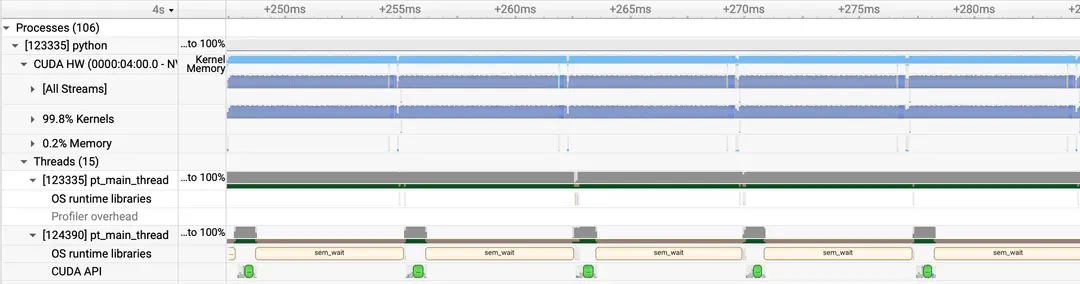 4s +250ms +255ms +260ms +265ms +270ms +275ms +280ms
Processes (106)
[123335] python ...to 100%
CUDA HW (0000:04:00.0 - NV Kernel
Memory
[All Streams]
99.8% Kernels
0.2% Memory
Threads (15)
[123335] pt_main_thread ...to 100%
OS runtime libraries
Profiler overhead
[124390] pt_main_thread ...to 100%
OS runtime libraries ... sem_wait sem_wait sem_wait sem_wait sem_wait
CUDA API